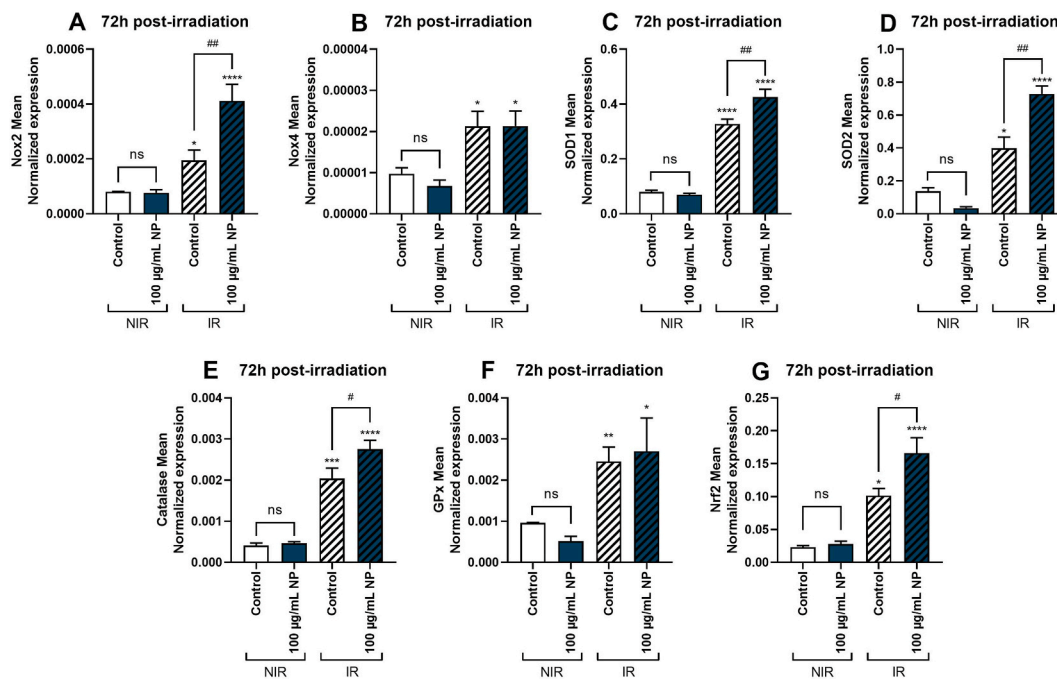 A 72h post-irradiation
Nox2 Mean
Normalized expression
0.0006
0.0004
0.0002
0.0000
ns
*
##
****
Control
100 µg/mL NP
Control
100 µg/mL NP
NIR
IR
B 72h post-irradiation
Nox4 Mean
Normalized expression
0.00004
0.00003
0.00002
0.00001
0.00000
ns
*
*
Control
100 µg/mL NP
Control
100 µg/mL NP
NIR
IR
C 72h post-irradiation
SOD1 Mean
Normalized expression
0.6
0.4
0.2
0.0
ns
****
##
****
Control
100 µg/mL NP
Control
100 µg/mL NP
NIR
IR
D 72h post-irradiation
SOD2 Mean
Normalized expression
1.0
0.8
0.6
0.4
0.2
0.0
ns
*
##
****
Control
100 µg/mL NP
Control
100 µg/mL NP
NIR
IR
E 72h post-irradiation
Catalase Mean
Normalized expression
0.004
0.003
0.002
0.001
0.000
ns
***
#
****
Control
100 µg/mL NP
Control
100 µg/mL NP
NIR
IR
F 72h post-irradiation
GPx Mean
Normalized expression
0.004
0.003
0.002
0.001
0.000
ns
**
*
Control
100 µg/mL NP
Control
100 µg/mL NP
NIR
IR
G 72h post-irradiation
Nrf2 Mean
Normalized expression
0.25
0.20
0.15
0.10
0.05
0.00
ns
*
#
****
Control
100 µg/mL NP
Control
100 µg/mL NP
NIR
IR